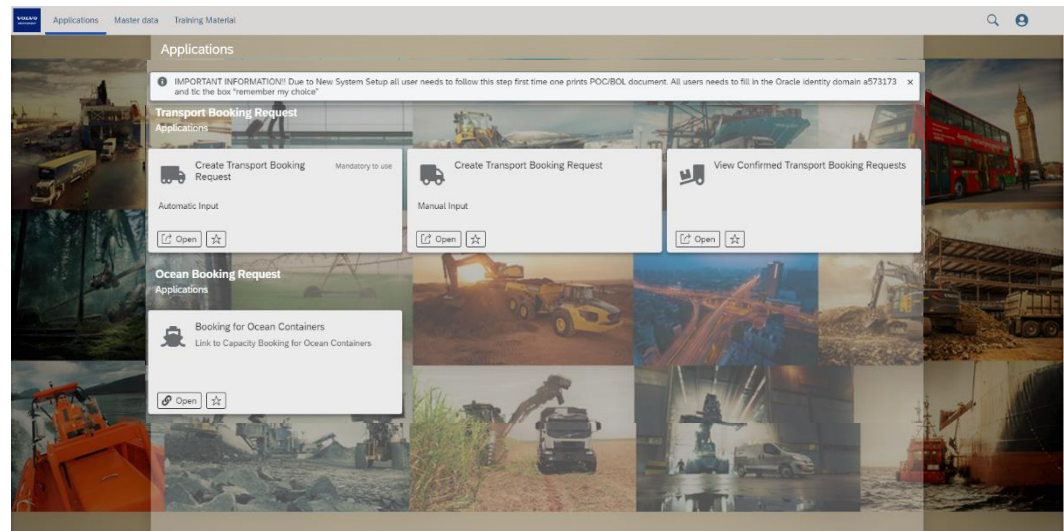 VOLVO
Applications
Master data
Training Material
Applications
IMPORTANT INFORMATION!! Due to New System Setup all user needs to follow this step first time one prints POC/BOL document. All users needs to fill in the Oracle identity domain a573173
and tic the box "remember my choice"
Transport Booking Request
Applications
Create Transport Booking
Request
Mandatory to use
Automatic Input
Open
Create Transport Booking Request
Manual Input
Open
View Confirmed Transport Booking Requests
Open
Ocean Booking Request
Applications
Booking for Ocean Containers
Link to Capacity Booking for Ocean Containers
Open